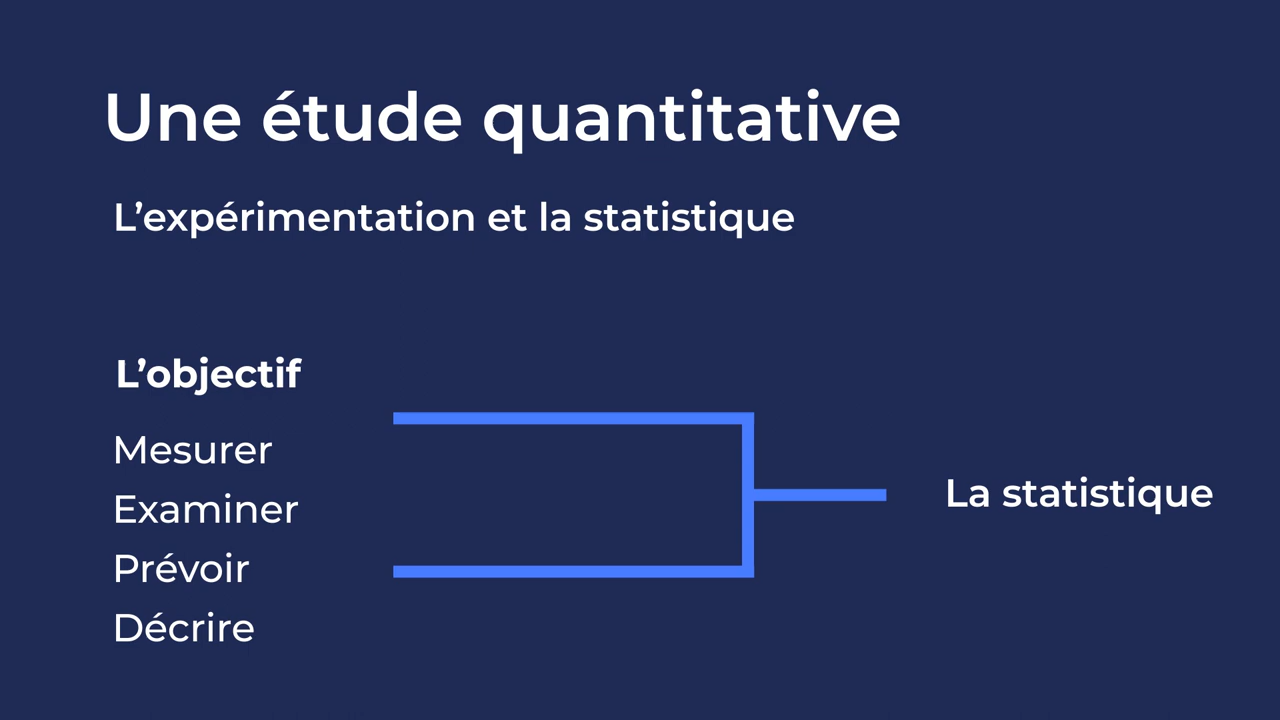 Une étude quantitative
L’expérimentation et la statistique
L’objectif
Mesurer
Examiner
Prévoir
Décrire
La statistique